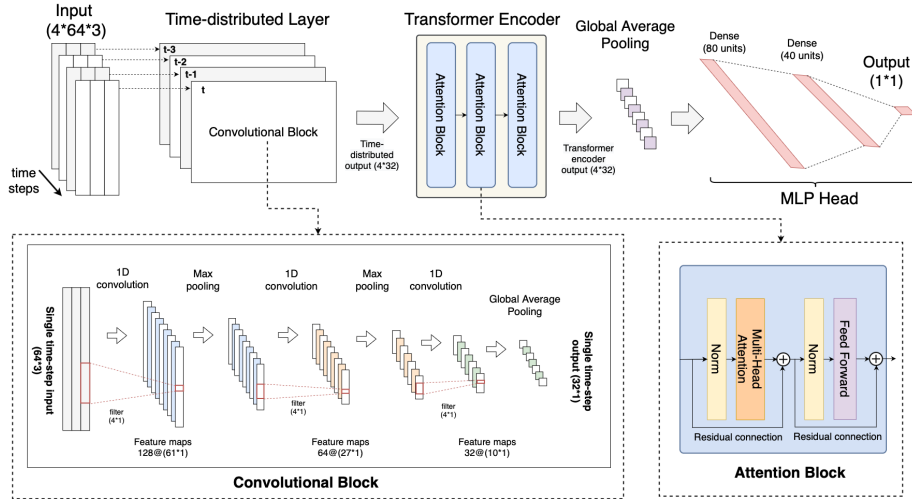 Input
(4*64*3)
Time-distributed Layer
Transformer Encoder
Global Average
Pooling
Dense
(80 units)
Dense
(40 units)
Output
(1*1)
t-3
t-2
t-1
t
Convolutional Block
Attention Block
Attention Block
Attention Block
time
steps
Time-
distributed
output (4*32)
Transformer
encoder
output (4*32)
MLP Head
1D
convolution
Max
pooling
1D
convolution
Max
pooling
1D
convolution
Global Average
Pooling
Single time-step input
(64*3)
Single time-step
output (32*1)
filter
(4*1)
filter
(4*1)
filter
(4*1)
Feature maps
128@(61*1)
Feature maps
64@(27*1)
Feature maps
32@(10*1)
Convolutional Block
Norm
Multi-Head
Attention
Norm
Feed Forward
Residual connection
Residual connection
Attention Block